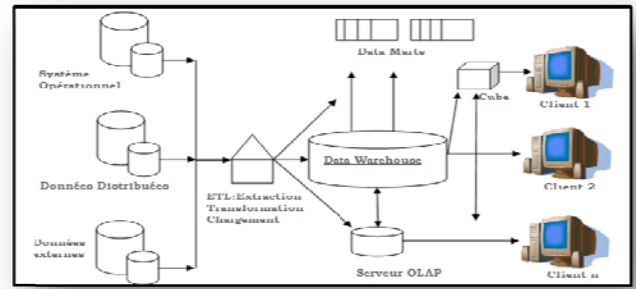 Système
Opérationnel
Données Distribuées
Données
externes
ETL:Extraction
Transformation
Chargement
Data Marts
Data Warehouse
Serveur OLAP
Cube
Client 1
Client 2
Client n